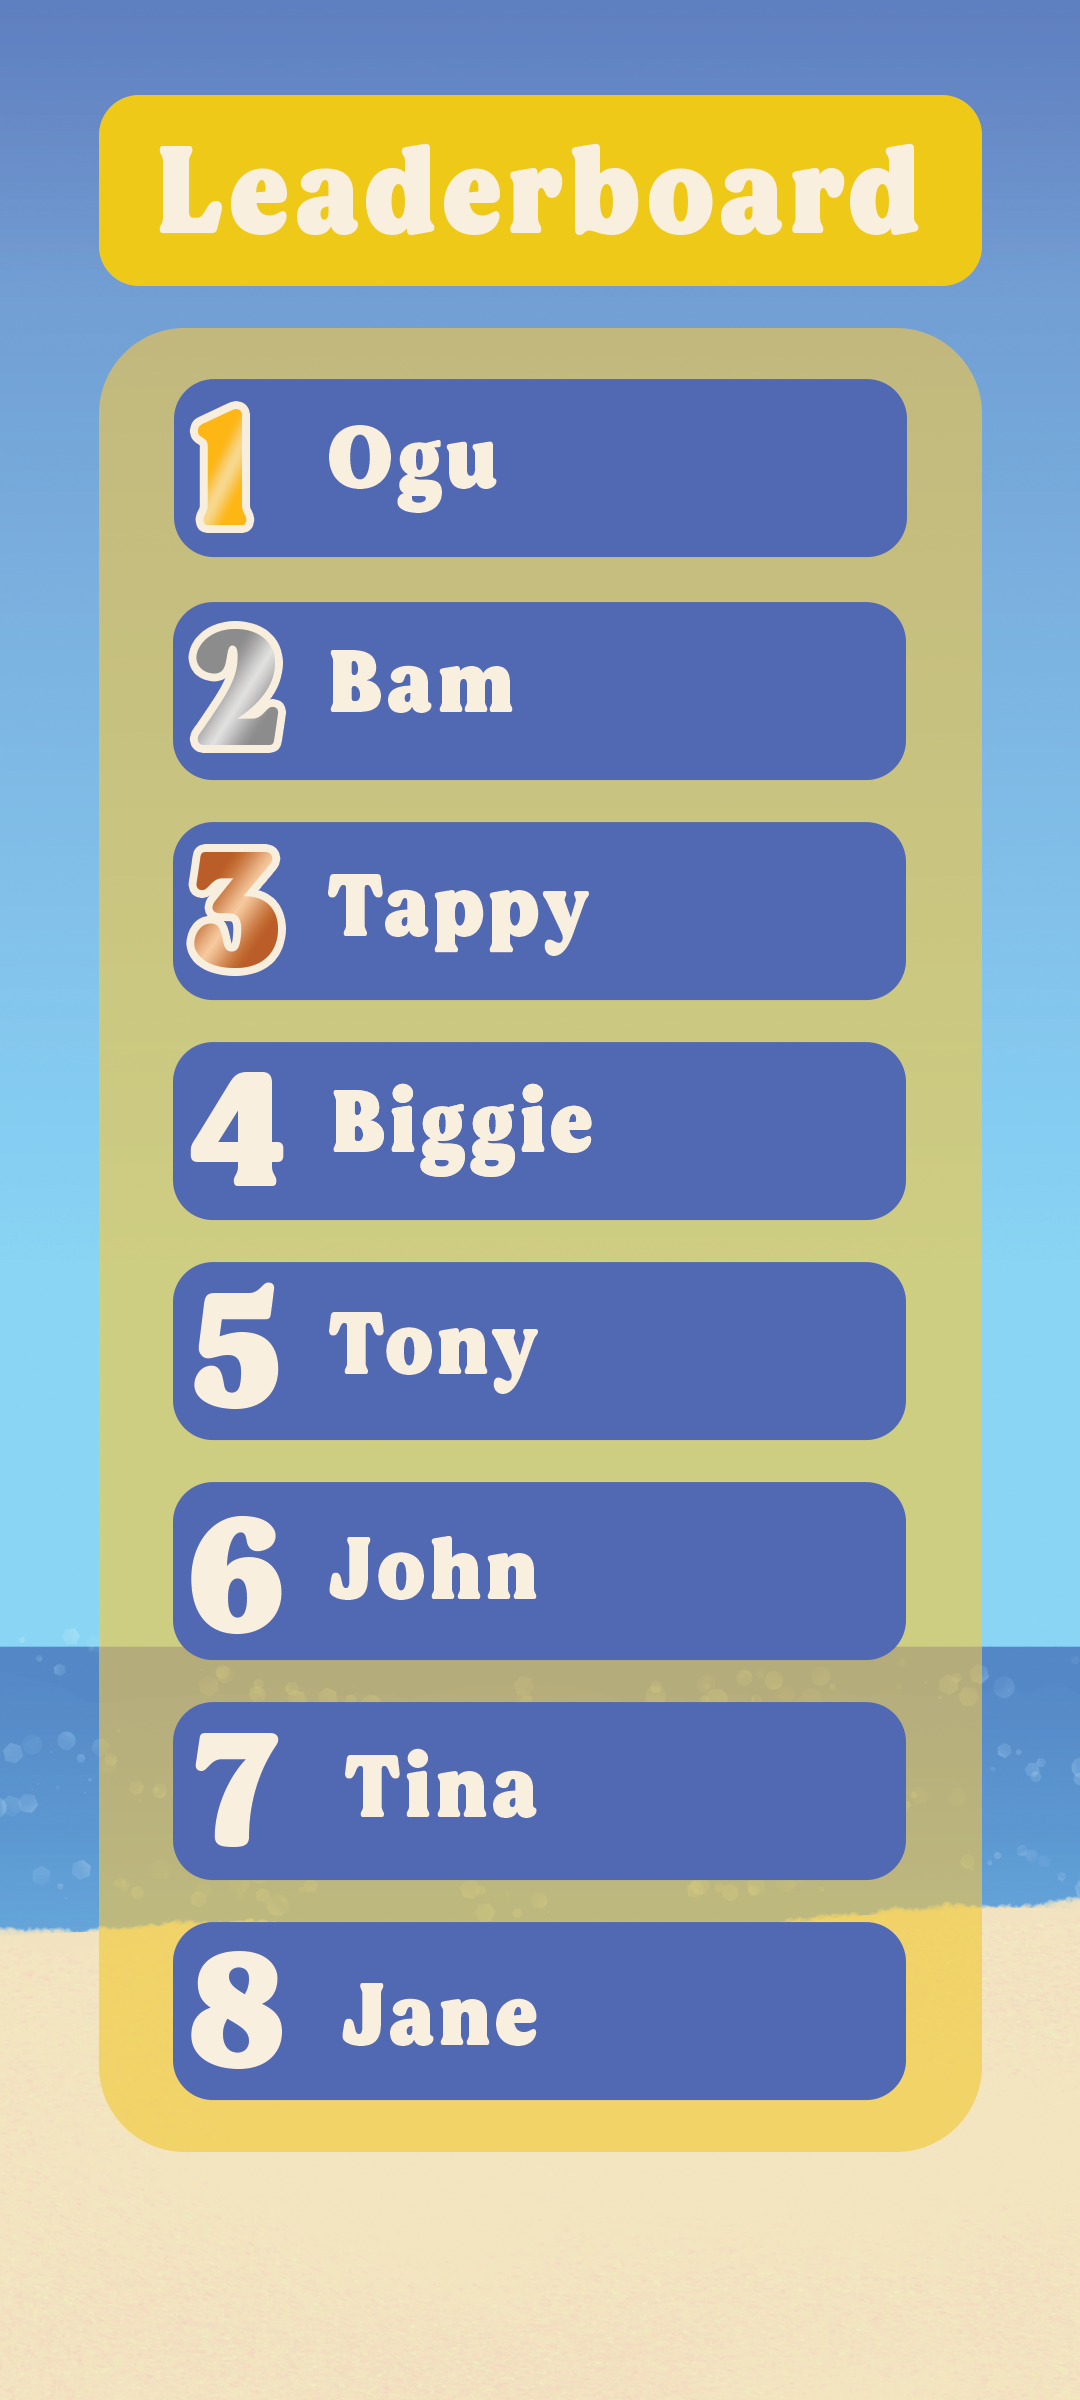 Leaderboard
1 Ogu
2 Bam
3 Tappy
4 Biggie
5 Tony
6 John
7 Tina
8 Jane